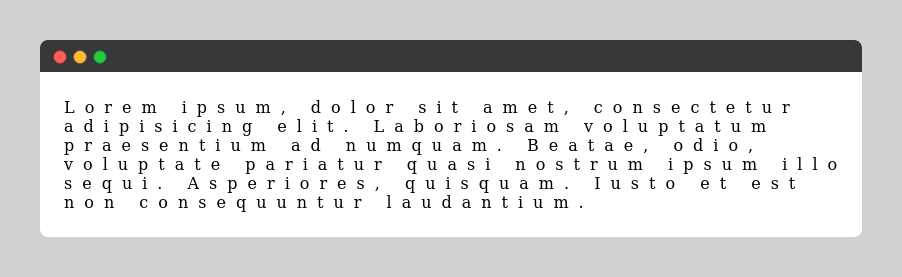 Lorem ipsum, dolor sit amet, consectetur
adipisicing elit. Laboriosam voluptatum
praesentium ad numquam. Beatae, odio,
voluptate pariatur quasi nostrum ipsum illo
sequi. Asperiores, quisquam. Iusto et est
non consequuntur laudantium.